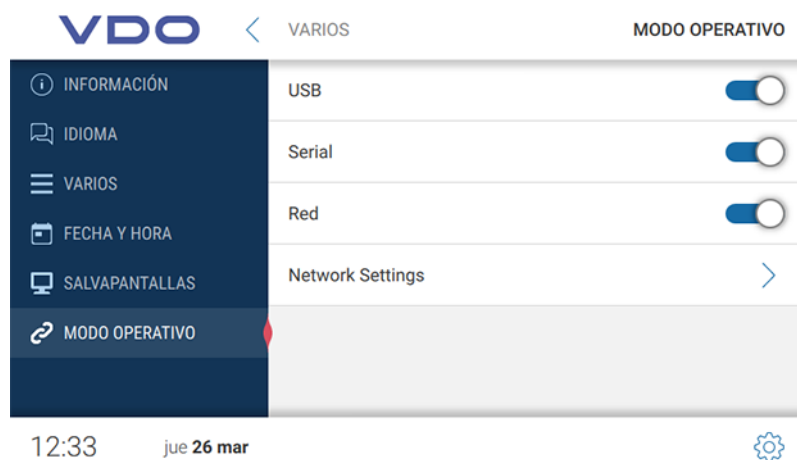 VDO
VARIOS
MODO OPERATIVO
INFORMACIÓN
IDIOMA
VARIOS
FECHA Y HORA
SALVAPANTALLAS
MODO OPERATIVO
USB
Serial
Red
Network Settings
12:33
jue 26 mar